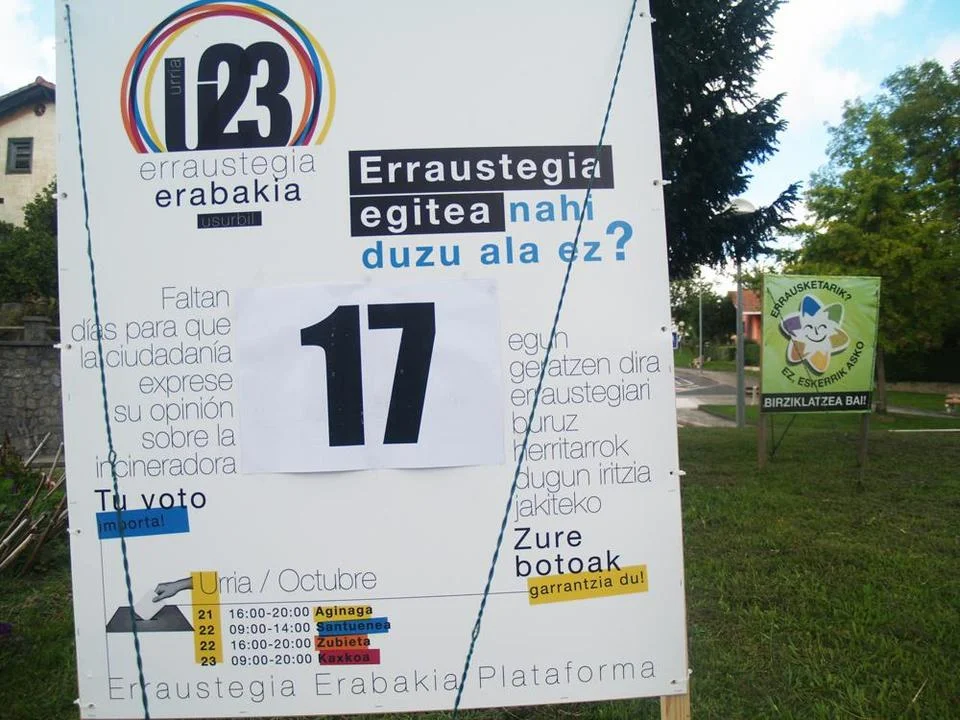 urria
U23
erraustegia
erabakia
usurbil
Erraustegia
egitea nahi
duzu ala ez?
Faltan
días para que
la ciudadanía
exprese
su opinión
sobre la
incineradora
17
egun
geratzen dira
erraustegiari
buruz
herritarrok
dugun iritzia
jakiteko
Tu voto
importa!
Zure
botoak
garrantzia du!
Urria / Octubre
21 16:00-20:00 Aginaga
22 09:00-14:00 Santuenea
22 16:00-20:00 Zubieta
23 09:00-20:00 Kaxkoa
Erraustegia Erabakia Plataforma
ERRAUSKETARIK?
EZ, ESKERRIK ASKO
BIRZIKLATZEA BAI!